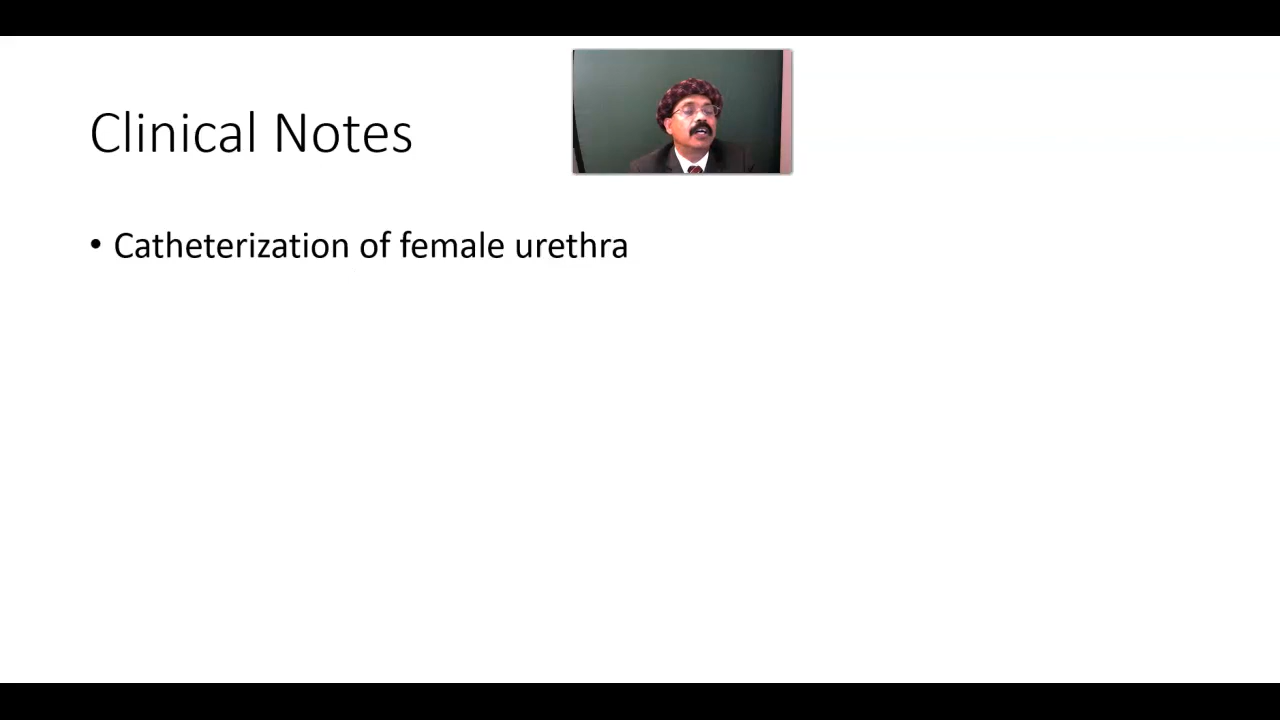 Clinical Notes
• Catheterization of female urethra